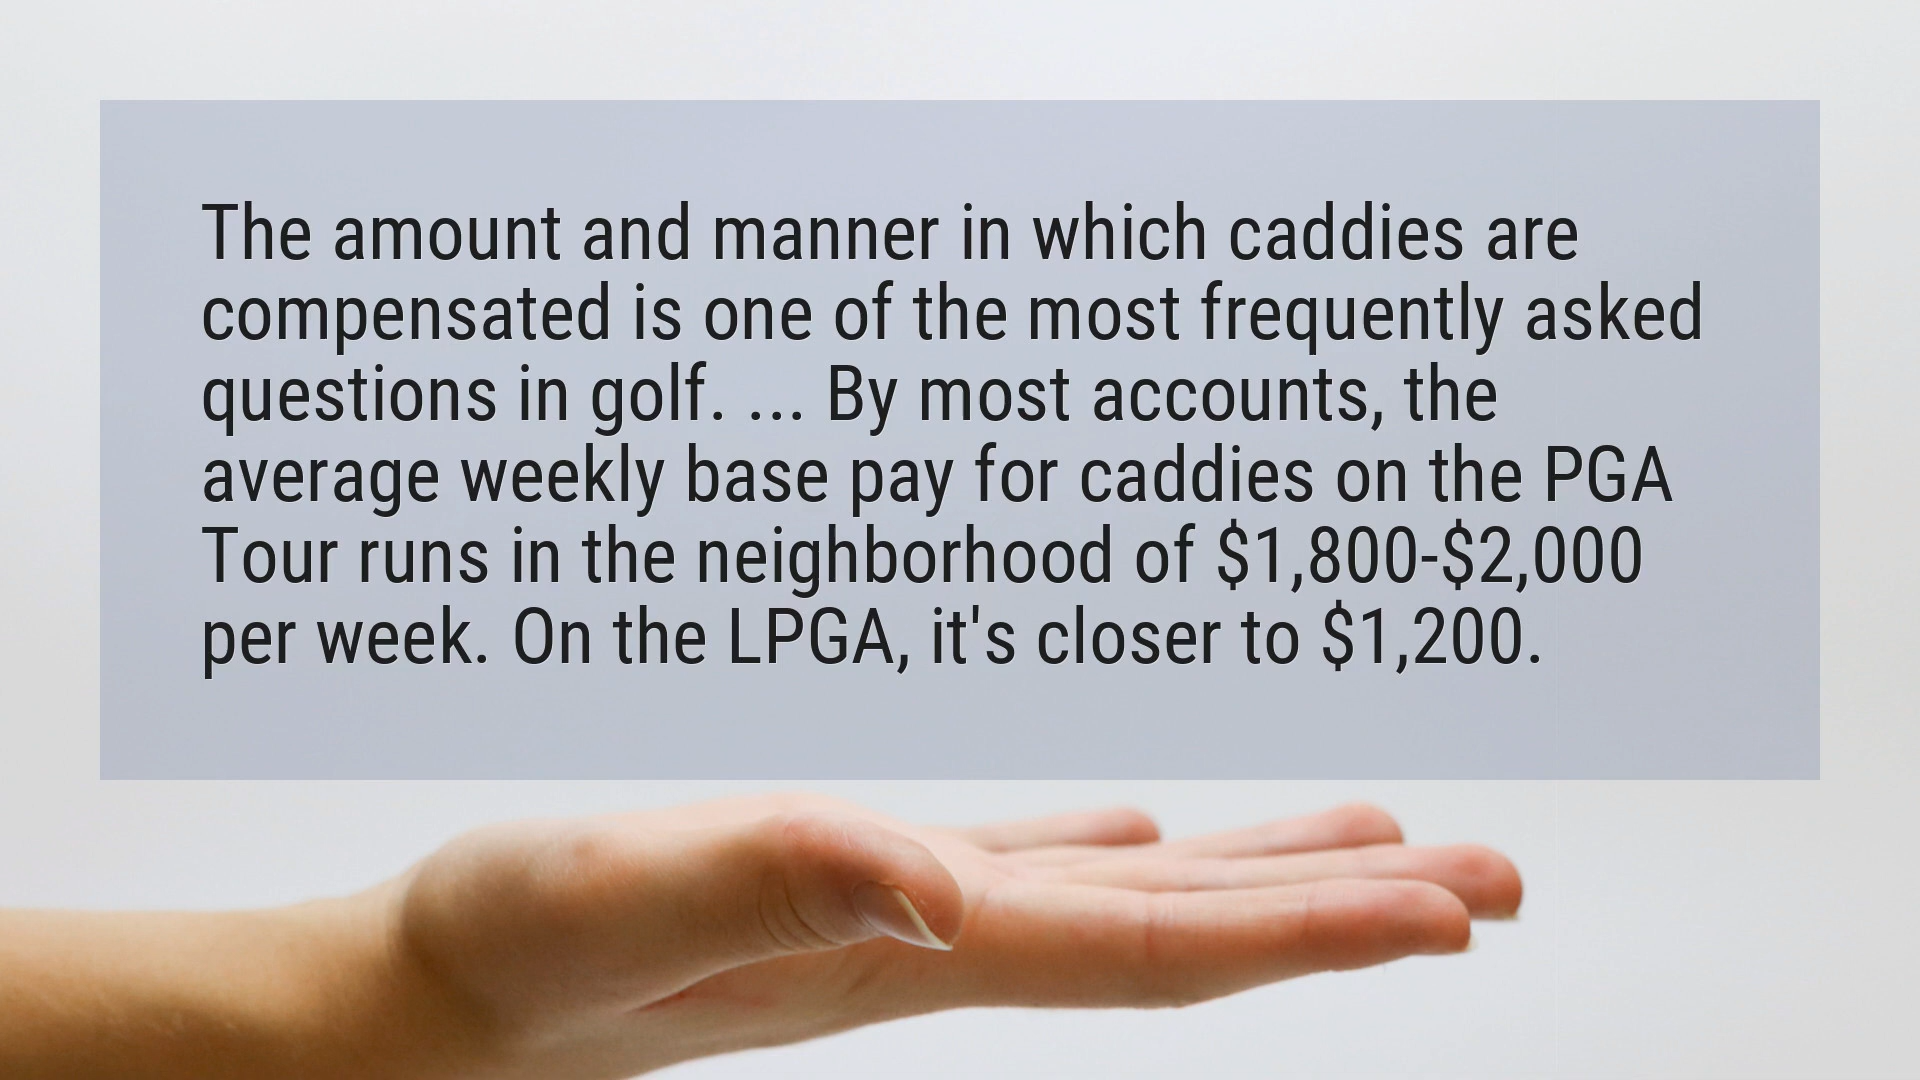 The amount and manner in which caddies are
compensated is one of the most frequently asked
questions in golf. ... By most accounts, the
average weekly base pay for caddies on the PGA
Tour runs in the neighborhood of $1,800-$2,000
per week. On the LPGA, it's closer to $1,200.